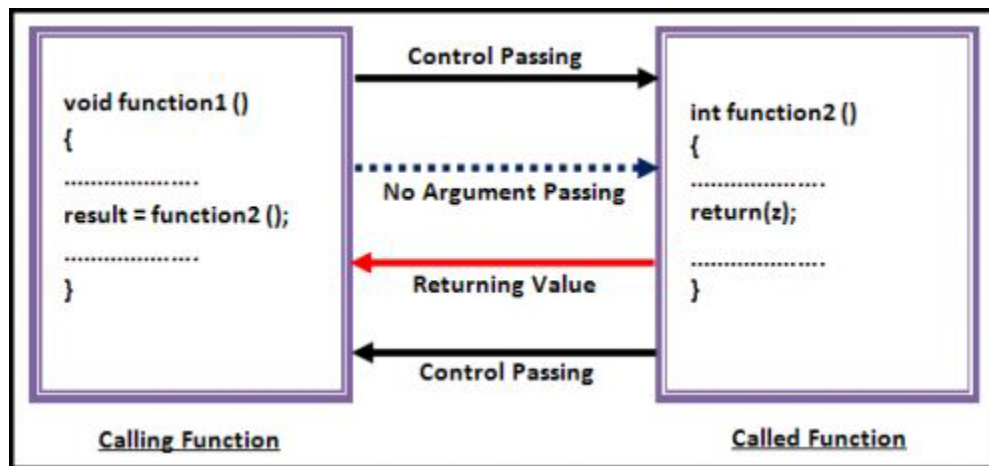 void function1 ()
{
.....................
result = function2 ();
.....................
}
Calling Function
Control Passing
No Argument Passing
Returning Value
Control Passing
int function2 ()
{
.....................
return(z);
.....................
}
Called Function